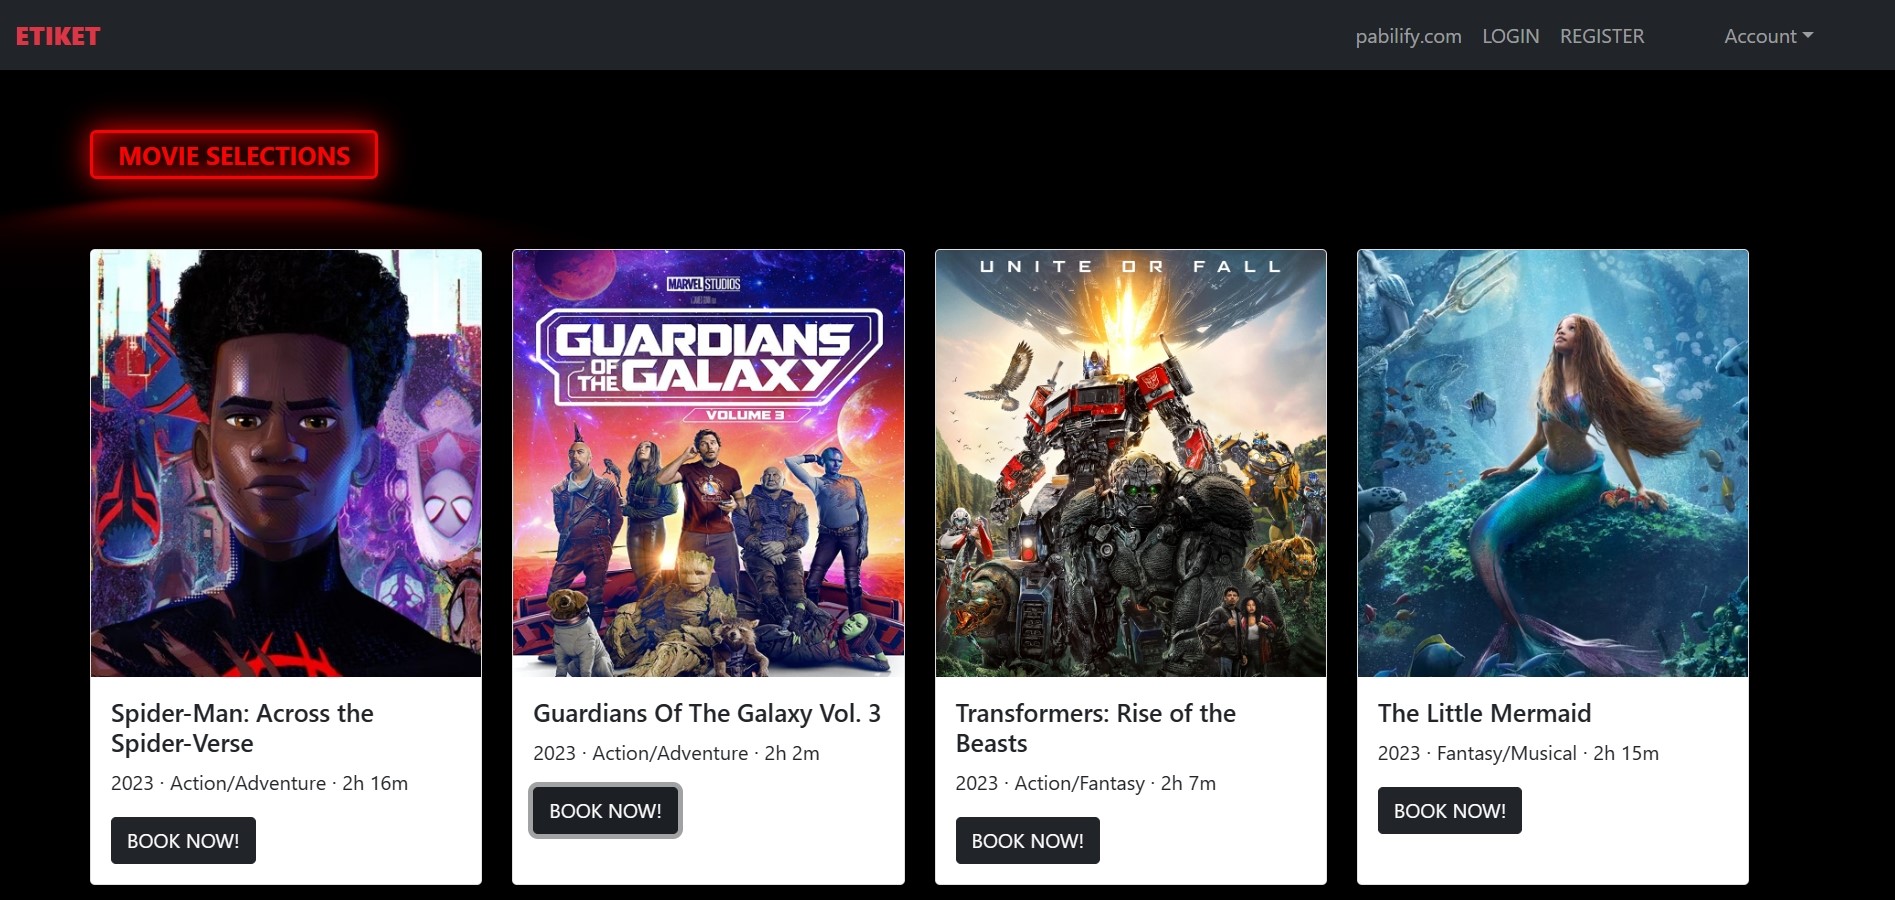 ETIKET
pabilify.com LOGIN REGISTER Account
MOVIE SELECTIONS
MARVEL STUDIOS
GUARDIANS
OF THE GALAXY
VOLUME 3
UNITE OR FALL
Spider-Man: Across the
Spider-Verse
2023 · Action/Adventure · 2h 16m
BOOK NOW!
Guardians Of The Galaxy Vol. 3
2023 · Action/Adventure · 2h 2m
BOOK NOW!
Transformers: Rise of the
Beasts
2023 · Action/Fantasy · 2h 7m
BOOK NOW!
The Little Mermaid
2023 · Fantasy/Musical · 2h 15m
BOOK NOW!